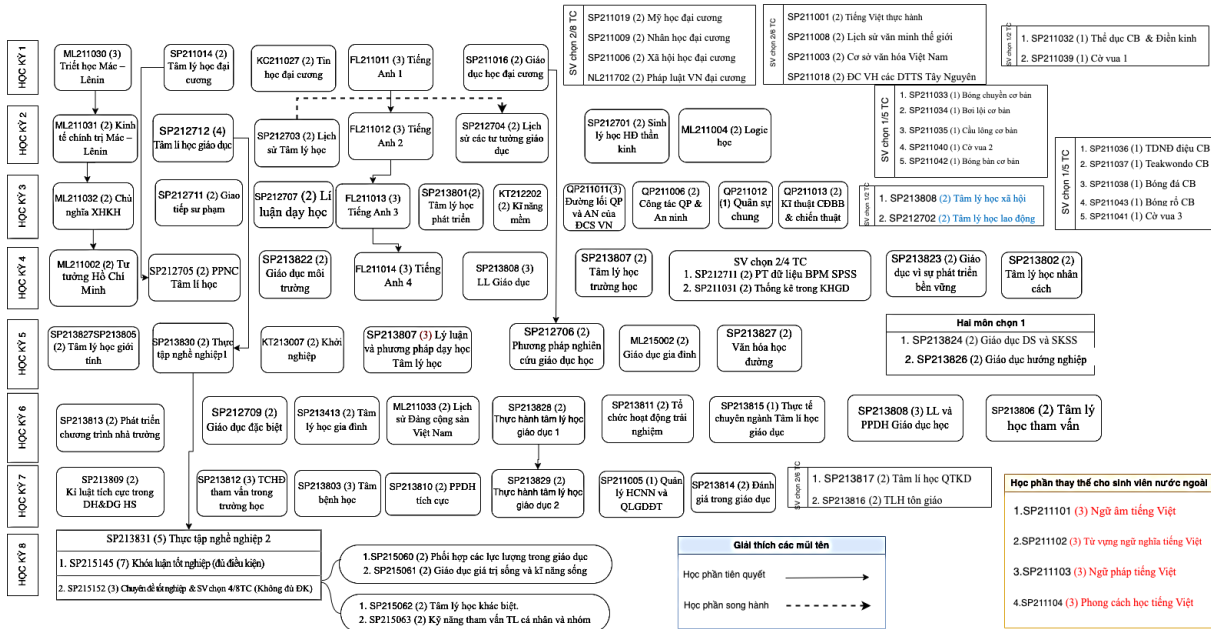 HỌC KỲ 1
ML211030 (3)
Triết học Mác –
Lênin
SP211014 (2)
Tâm lý học đại
cương
KC211027 (2) Tin
học đại cương
FL211011 (3) Tiếng
Anh 1
SP211016 (2) Giáo
dục học đại cương
SV chọn 2/8 TC
SP211019 (2) Mỹ học đại cương
SP211009 (2) Nhân học đại cương
SP211006 (2) Xã hội học đại cương
NL211702 (2) Pháp luật VN đại cương
SV chọn 2/8 TC
SP211001 (2) Tiếng Việt thực hành
SP211008 (2) Lịch sử văn minh thế giới
SP211003 (2) Cơ sở văn hóa Việt Nam
SP211018 (2) ĐC VH các DTTS Tây Nguyên
SV chọn 1/2 TC
1. SP211032 (1) Thể dục CB & Điền kinh
2. SP211039 (1) Cờ vua 1
HỌC KỲ 2
ML211031 (2) Kinh
tế chính trị Mác –
Lênin
SP212712 (4)
Tâm lí học giáo dục
SP212703 (2) Lịch
sử Tâm lý học
FL211012 (3) Tiếng
Anh 2
SP212704 (2) Lịch
sử các tư tưởng giáo
dục
SP212701 (2) Sinh
lý học HĐ thần
kinh
ML211004 (2) Logic
học
SV chọn 1/5 TC
1. SP211033 (1) Bóng chuyền cơ bản
2. SP211034 (1) Bơi lội cơ bản
3. SP211035 (1) Cầu lông cơ bản
4. SP211040 (1) Cờ vua 2
5. SP211042 (1) Bóng bàn cơ bản
SV chọn 1/5 TC
1. SP211036 (1) TDNĐ điệu CB
2. SP211037 (1) Teakwondo CB
3. SP211038 (1) Bóng đá CB
4. SP211043 (1) Bóng rổ CB
5. SP211041 (1) Cờ vua 3
HỌC KỲ 3
ML211032 (2) Chủ
nghĩa XHKH
SP212711 (2) Giao
tiếp sư phạm
SP212707 (2) Lí
luận dạy học
FL211013 (3)
Tiếng Anh 3
SP213801(2) Tâm
lý học
phát triển
KT212202
(2) Kĩ năng
mềm
QP211011(3)
Đường lối QP
và AN của
ĐCS VN
QP211006 (2)
Công tác QP &
An ninh
QP211012
(1) Quân sự
chung
QP211013 (2)
Kĩ thuật CĐBB
& chiến thuật
SV chọn 1/2 TC
1. SP213808 (2) Tâm lý học xã hội
2. SP212702 (2) Tâm lý học lao động
HỌC KỲ 4
ML211002 (2) Tư
tưởng Hồ Chí
Minh
SP212705 (2) PPNC
Tâm lí học
SP213822 (2)
Giáo dục môi
trường
FL211014 (3) Tiếng
Anh 4
SP213808 (3)
LL Giáo dục
SP213807 (2)
Tâm lý học
trường học
SV chọn 2/4 TC
1. SP212711 (2) PT dữ liệu BPM SPSS
2. SP211031 (2) Thống kê trong KHGD
SP213823 (2) Giáo
dục vì sự phát triển
bền vững
SP213802 (2)
Tâm lý học nhân
cách
HỌC KỲ 5
SP213827SP213805
(2) Tâm lý học giới
tính
SP213830 (2) Thực
tập nghề nghiệp1
KT213007 (2) Khởi
nghiệp
SP213807 (3) Lý luận
và phương pháp dạy học
Tâm lý học
SP212706 (2)
Phương pháp nghiên
cứu giáo dục học
ML215002 (2)
Giáo dục gia đình
SP213827 (2)
Văn hóa học
đường
Hai môn chọn 1
1. SP213824 (2) Giáo dục DS và SKSS
2. SP213826 (2) Giáo dục hướng nghiệp
HỌC KỲ 6
SP213813 (2) Phát triển
chương trình nhà trường
SP212709 (2)
Giáo dục đặc biệt
SP213413 (2) Tâm
lý học gia đình
ML211033 (2) Lịch
sử Đảng cộng sản
Việt Nam
SP213828 (2)
Thực hành tâm lý học
giáo dục 1
SP213811 (2) Tổ
chức hoạt động trải
nghiệm
SP213815 (1) Thực tế
chuyên ngành Tâm lí học
giáo dục
SP213808 (3) LL và
PPDH Giáo dục học
SP213806 (2) Tâm lý
học tham vấn
HỌC KỲ 7
SP213809 (2)
Kỉ luật tích cực trong
DH&DG HS
SP213812 (3) TCHĐ
tham vấn trong
trường học
SP213803 (3) Tâm
bệnh học
SP213810 (2) PPDH
tích cực
SP213829 (2)
Thực hành tâm lý học
giáo dục 2
SP211005 (1) Quản
lý HCNN và
QLGDĐT
SP213814 (2) Đánh
giá trong giáo dục
SV chọn 2/6 TC
1. SP213817 (2) Tâm lí học QTKD
2. SP213816 (2) TLH tôn giáo
HỌC KỲ 8
SP213831 (5) Thực tập nghề nghiệp 2
1. SP215145 (7) Khóa luận tốt nghiệp (đủ điều kiện)
2. SP215152 (3) Chuyên đề tốt nghiệp & SV chọn 4/8TC (Không đủ ĐK)
1.SP215060 (2) Phối hợp các lực lượng trong giáo dục
2. SP215061 (2) Giáo dục giá trị sống và kĩ năng sống
1. SP215062 (2) Tâm lý học khác biệt.
2. SP215063 (2) Kỹ năng tham vấn TL cá nhân và nhóm
Giải thích các mũi tên
Học phần tiên quyết
Học phần song hành
Học phần thay thế cho sinh viên nước ngoài
1.SP211101 (3) Ngữ âm tiếng Việt
2.SP211102 (3) Từ vựng ngữ nghĩa tiếng Việt
3.SP211103 (3) Ngữ pháp tiếng Việt
4.SP211104 (3) Phong cách học tiếng Việt